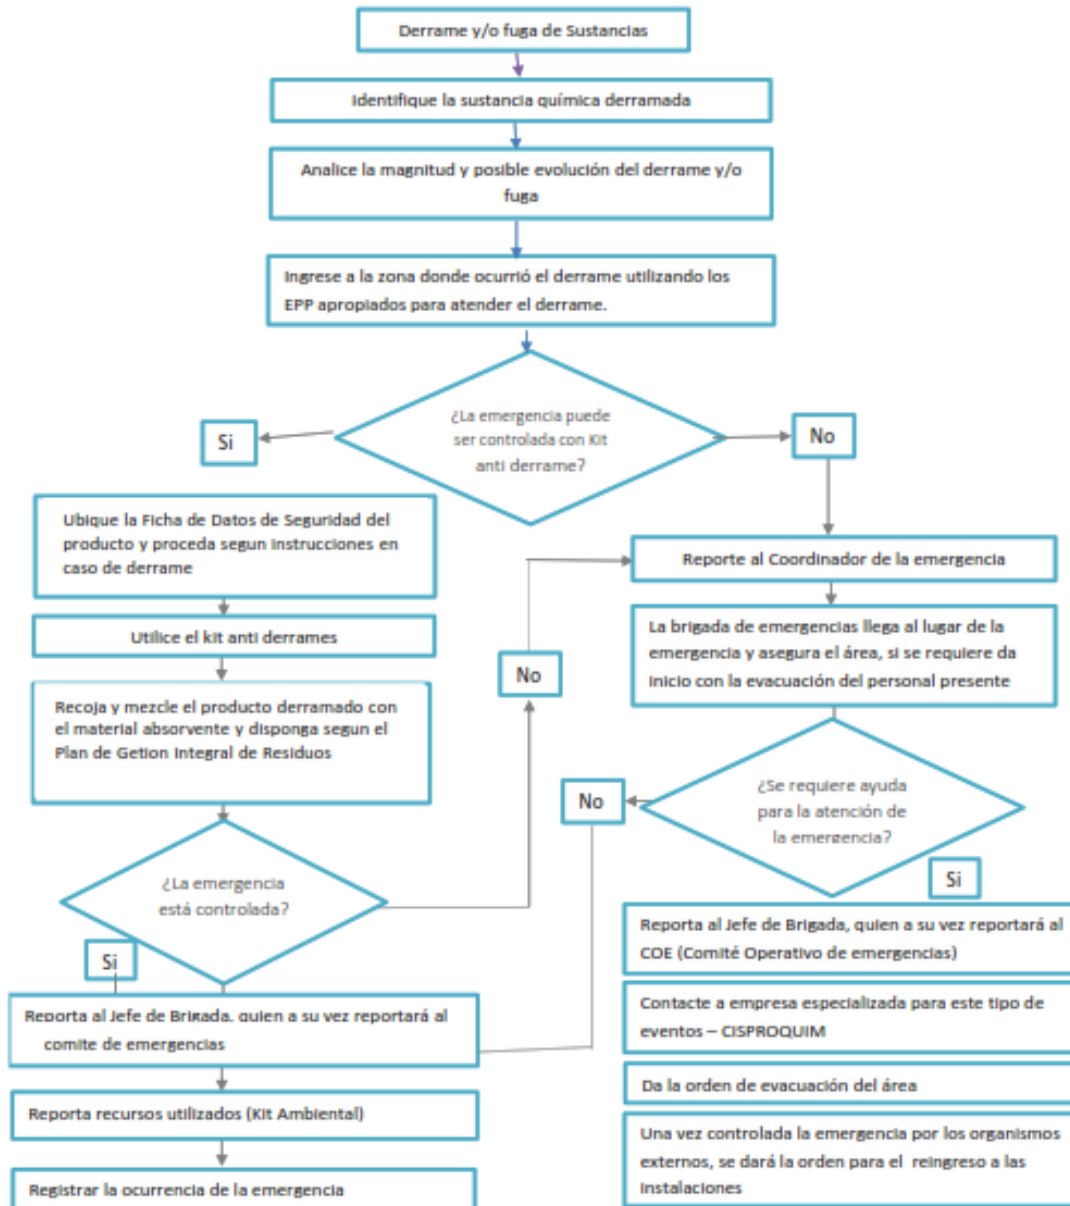 Derrame y/o fuga de Sustancias
Identifique la sustancia química derramada
Analice la magnitud y posible evolución del derrame y/o
fuga
Ingrese a la zona donde ocurrió el derrame utilizando los
EPP apropiados para atender el derrame.
¿La emergencia puede
ser controlada con Kit
anti derrame?
Si
No
Ubique la Ficha de Datos de Seguridad del
producto y proceda segun instrucciones en
caso de derrame
Utilice el kit anti derrames
Recoja y mezcle el producto derramado con
el material absorvente y disponga segun el
Plan de Getion Integral de Residuos
¿La emergencia
está controlada?
No
Si
Reporta al Jefe de Brigada, quien a su vez reportará al
comite de emergencias
Reporta recursos utilizados (Kit Ambiental)
Registrar la ocurrencia de la emergencia
Reporte al Coordinador de la emergencia
La brigada de emergencias llega al lugar de la
emergencia y asegura el área, si se requiere da
inicio con la evacuación del personal presente
¿Se requiere ayuda
para la atención de
la emergencia?
No
Si
Reporta al Jefe de Brigada, quien a su vez reportará al
COE (Comité Operativo de emergencias)
Contacte a empresa especializada para este tipo de
eventos – CISPROQUIM
Da la orden de evacuación del área
Una vez controlada la emergencia por los organismos
externos, se dará la orden para el reingreso a las
instalaciones